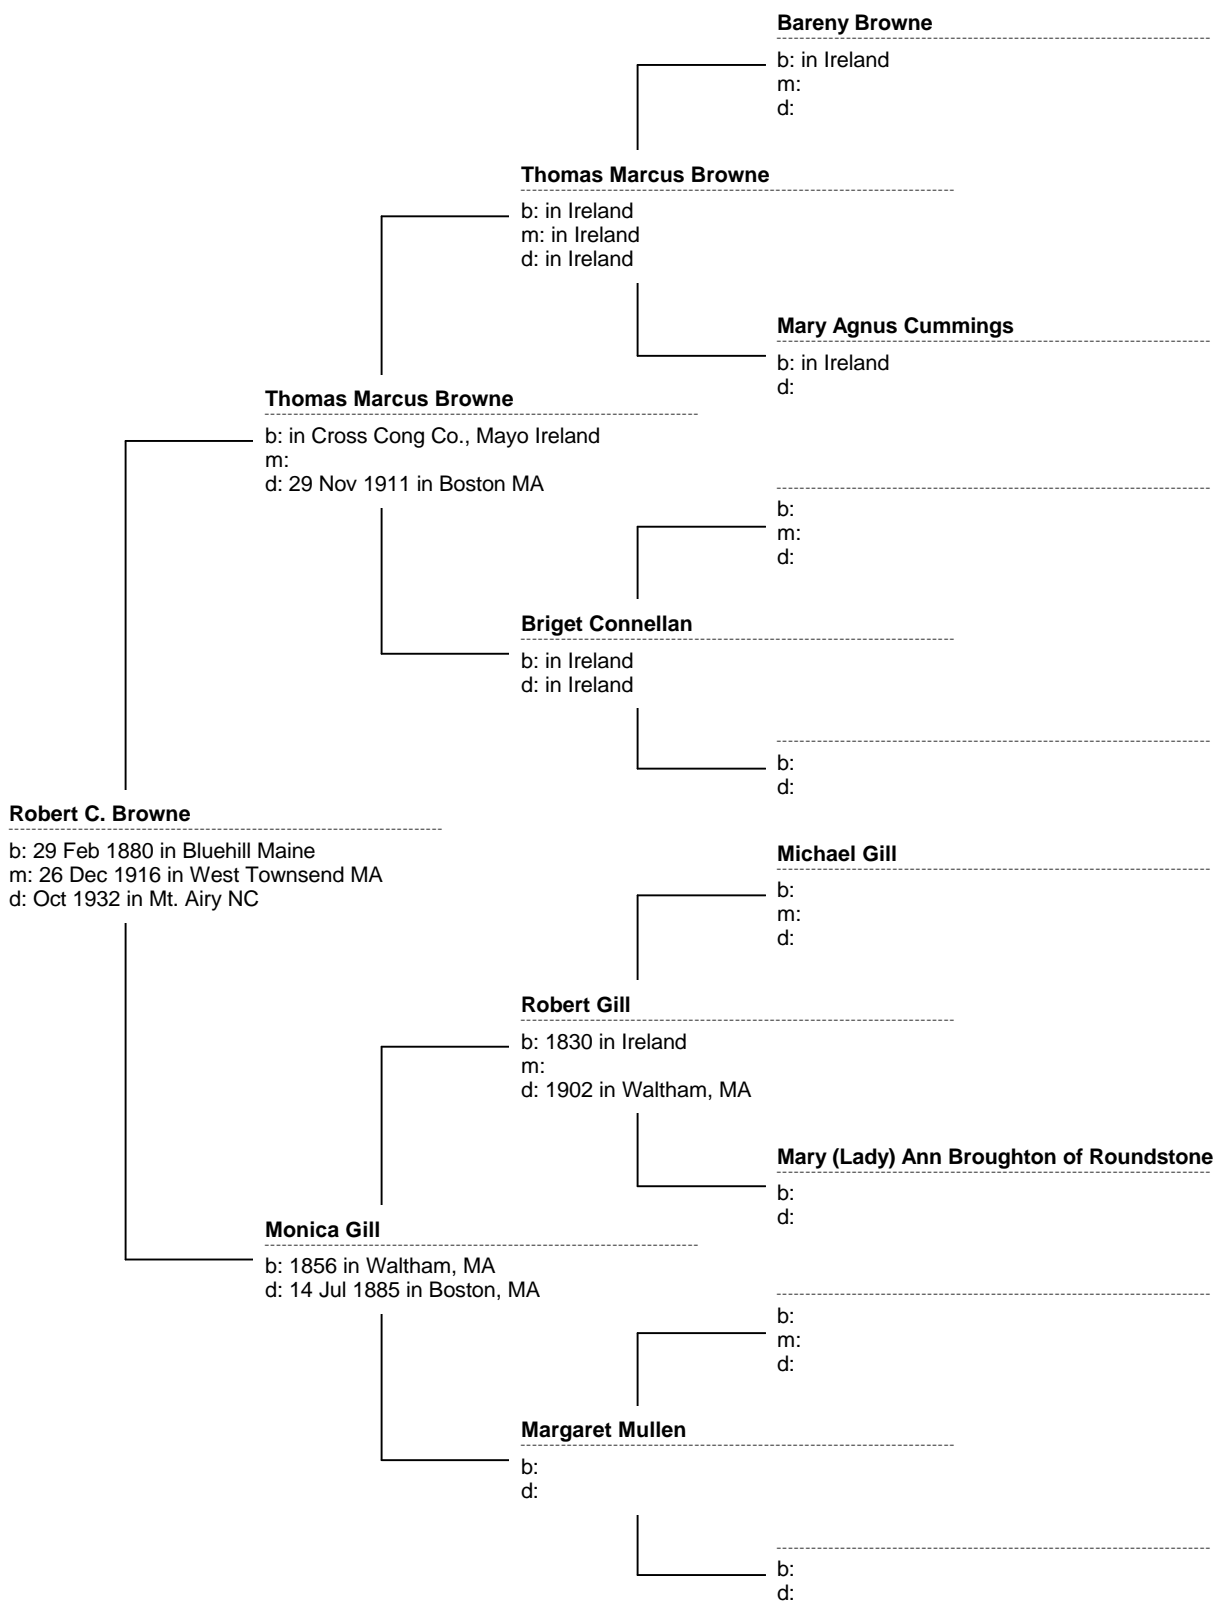 Bareny Browne
b: in Ireland
m:
d:
Thomas Marcus Browne
b: in Ireland
m: in Ireland
d: in Ireland
Mary Agnus Cummings
b: in Ireland
d:
Thomas Marcus Browne
b: in Cross Cong Co., Mayo Ireland
m:
d: 29 Nov 1911 in Boston MA
b:
m:
d:
Briget Connellan
b: in Ireland
d: in Ireland
b:
d:
Robert C. Browne
b: 29 Feb 1880 in Bluehill Maine
m: 26 Dec 1916 in West Townsend MA
d: Oct 1932 in Mt. Airy NC
Michael Gill
b:
m:
d:
Robert Gill
b: 1830 in Ireland
m:
d: 1902 in Waltham, MA
Mary (Lady) Ann Broughton of Roundstone
b:
d:
Monica Gill
b: 1856 in Waltham, MA
d: 14 Jul 1885 in Boston, MA
b:
m:
d:
Margaret Mullen
b:
d:
b:
d: